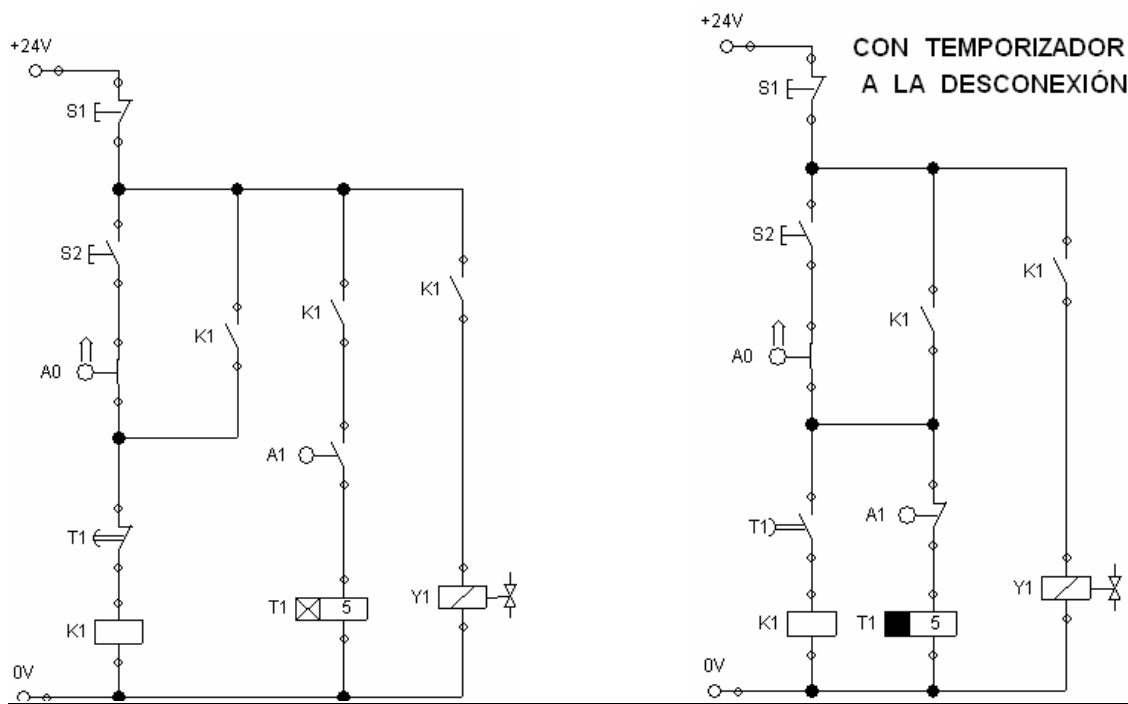 +24V
S1
S2
K1
K1
K1
A0
A1
T1
T1
5
Y1
K1
0V
+24V
CON TEMPORIZADOR
A LA DESCONEXIÓN
S1
S2
K1
K1
A0
T1
A1
K1
T1
5
Y1
0V